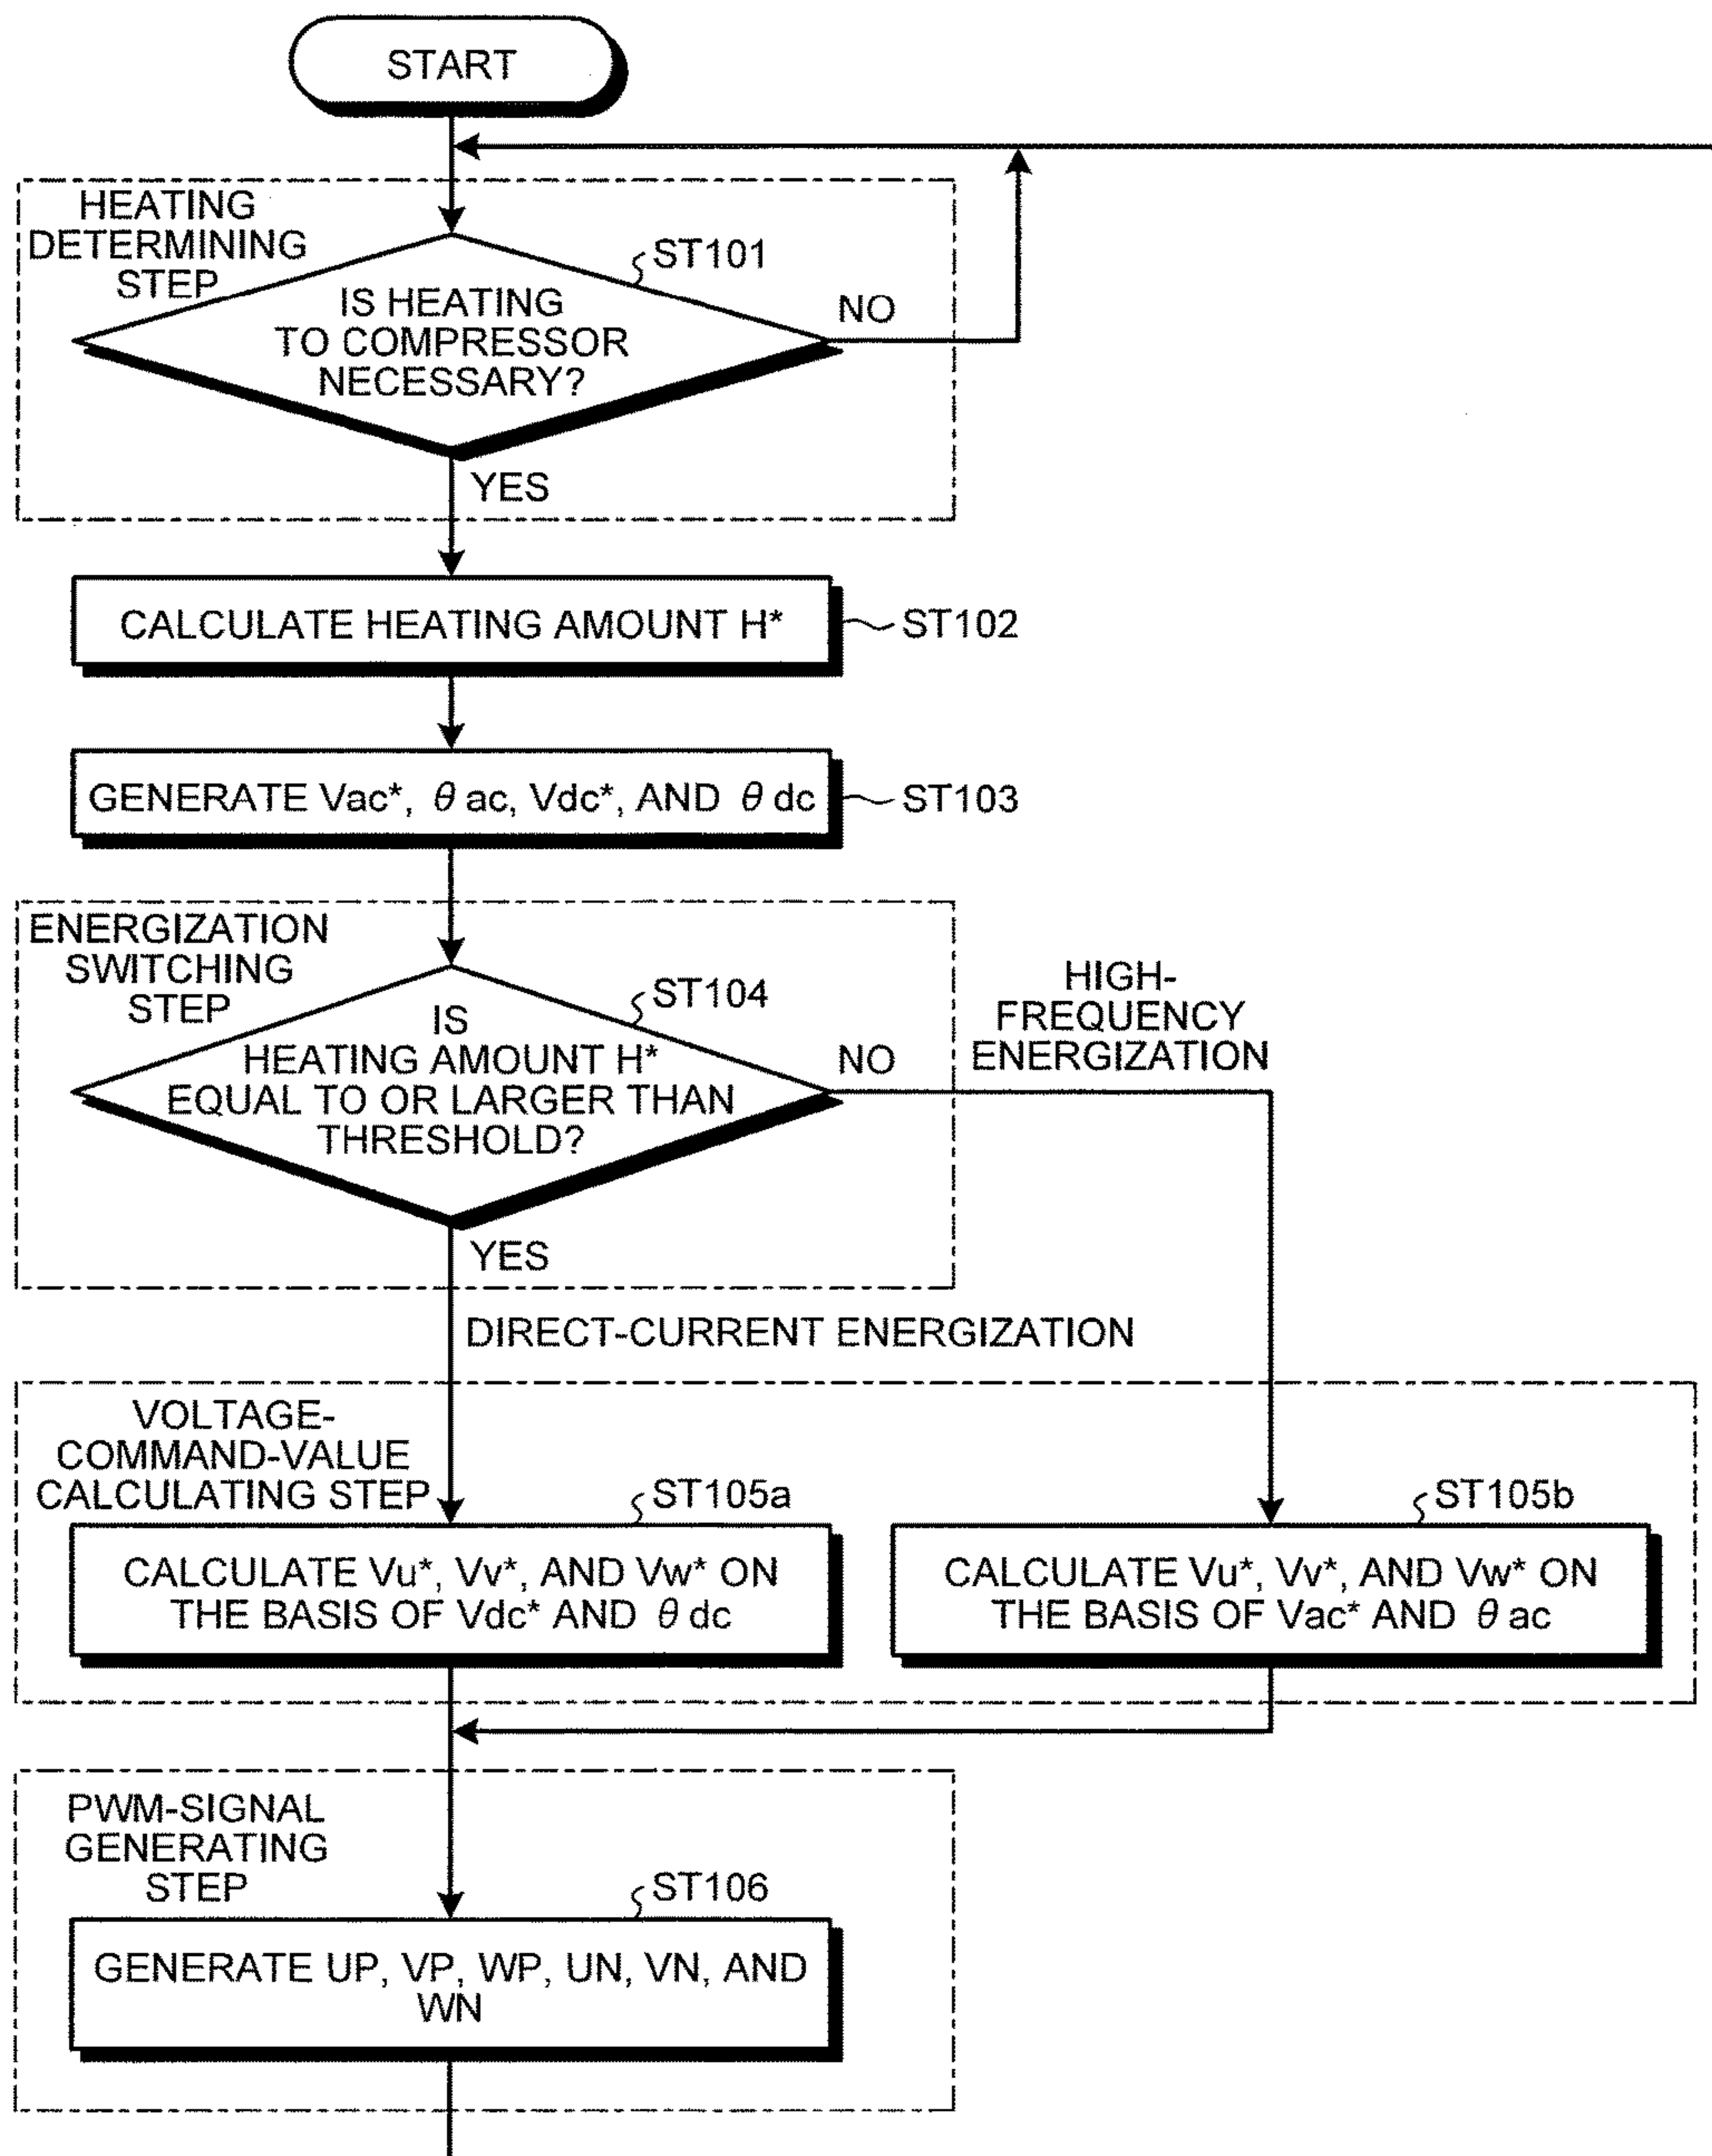 START
HEATING
DETERMINING
STEP
ST101
IS HEATING
TO COMPRESSOR
NECESSARY?
NO
YES
CALCULATE HEATING AMOUNT H*
ST102
GENERATE Vac*, θ ac, Vdc*, AND θ dc
ST103
ENERGIZATION
SWITCHING
STEP
ST104
IS
HEATING AMOUNT H*
EQUAL TO OR LARGER THAN
THRESHOLD?
NO
HIGH-
FREQUENCY
ENERGIZATION
YES
DIRECT-CURRENT ENERGIZATION
VOLTAGE-
COMMAND-VALUE
CALCULATING STEP
ST105a
CALCULATE Vu*, Vv*, AND Vw* ON
THE BASIS OF Vdc* AND θ dc
ST105b
CALCULATE Vu*, Vv*, AND Vw* ON
THE BASIS OF Vac* AND θ ac
PWM-SIGNAL
GENERATING
STEP
ST106
GENERATE UP, VP, WP, UN, VN, AND
WN